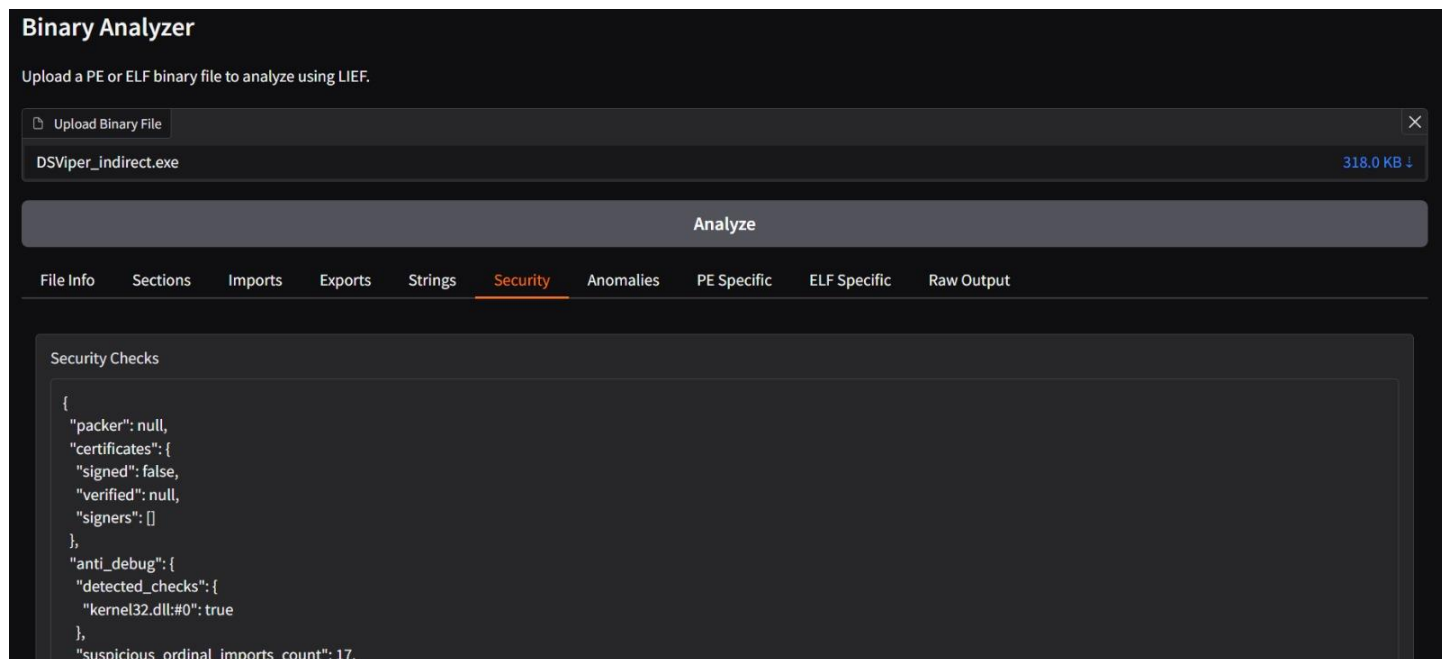 Binary Analyzer
Upload a PE or ELF binary file to analyze using LIEF.
Upload Binary File
DSViper_indirect.exe 318.0 KB ↓
Analyze
File Info Sections Imports Exports Strings Security Anomalies PE Specific ELF Specific Raw Output
Security Checks
{
"packer": null,
"certificates": {
"signed": false,
"verified": null,
"signers": []
},
"anti_debug": {
"detected_checks": {
"kernel32.dll:#0": true
},
"suspicious_ordinal_imports_count": 17,